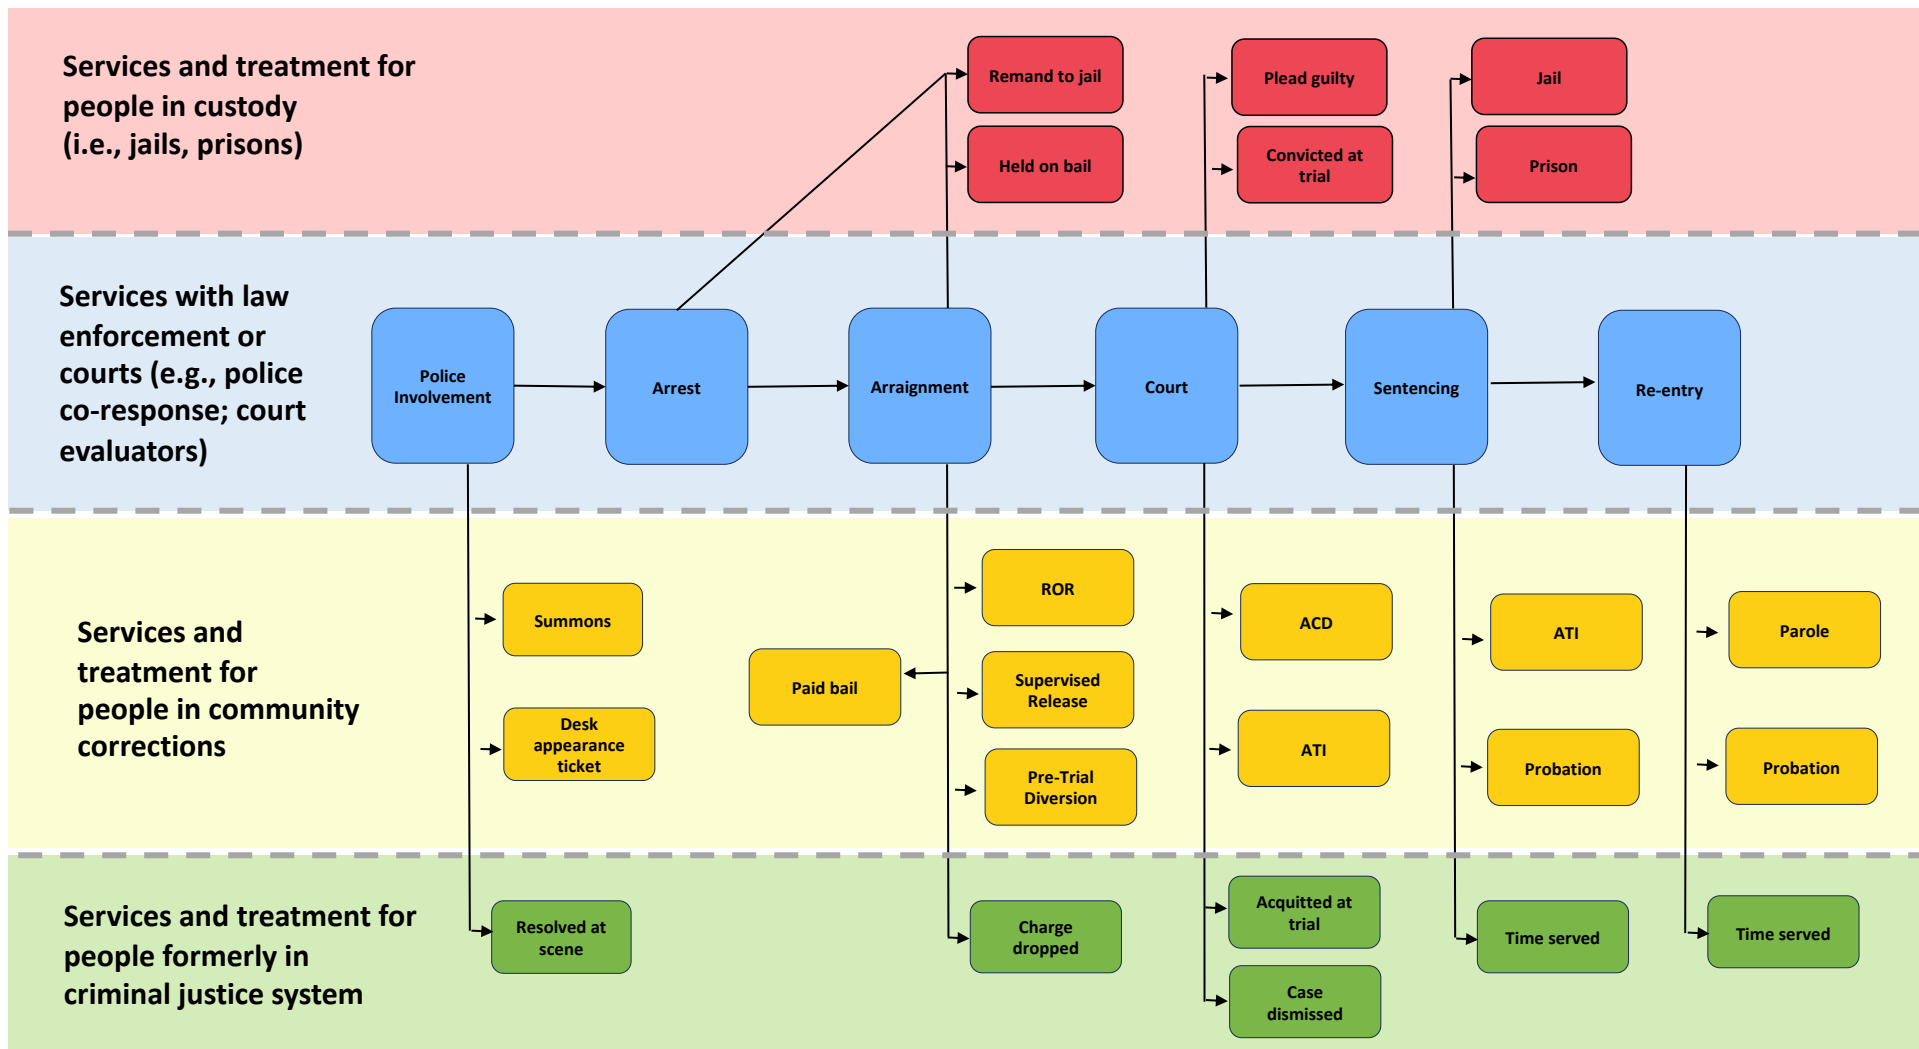 Services and treatment for
people in custody
(i.e., jails, prisons)
Remand to jail
Held on bail
Plead guilty
Convicted at
trial
Jail
Prison
Services with law
enforcement or
courts (e.g., police
co-response; court
evaluators)
Police
Involvement
Arrest
Arraignment
Court
Sentencing
Re-entry
Services and
treatment for
people in community
corrections
Summons
Desk
appearance
ticket
Paid bail
ROR
Supervised
Release
Pre-Trial
Diversion
ACD
ATI
ATI
Probation
Parole
Probation
Services and treatment for
people formerly in
criminal justice system
Resolved at
scene
Charge
dropped
Acquitted at
trial
Case
dismissed
Time served
Time served